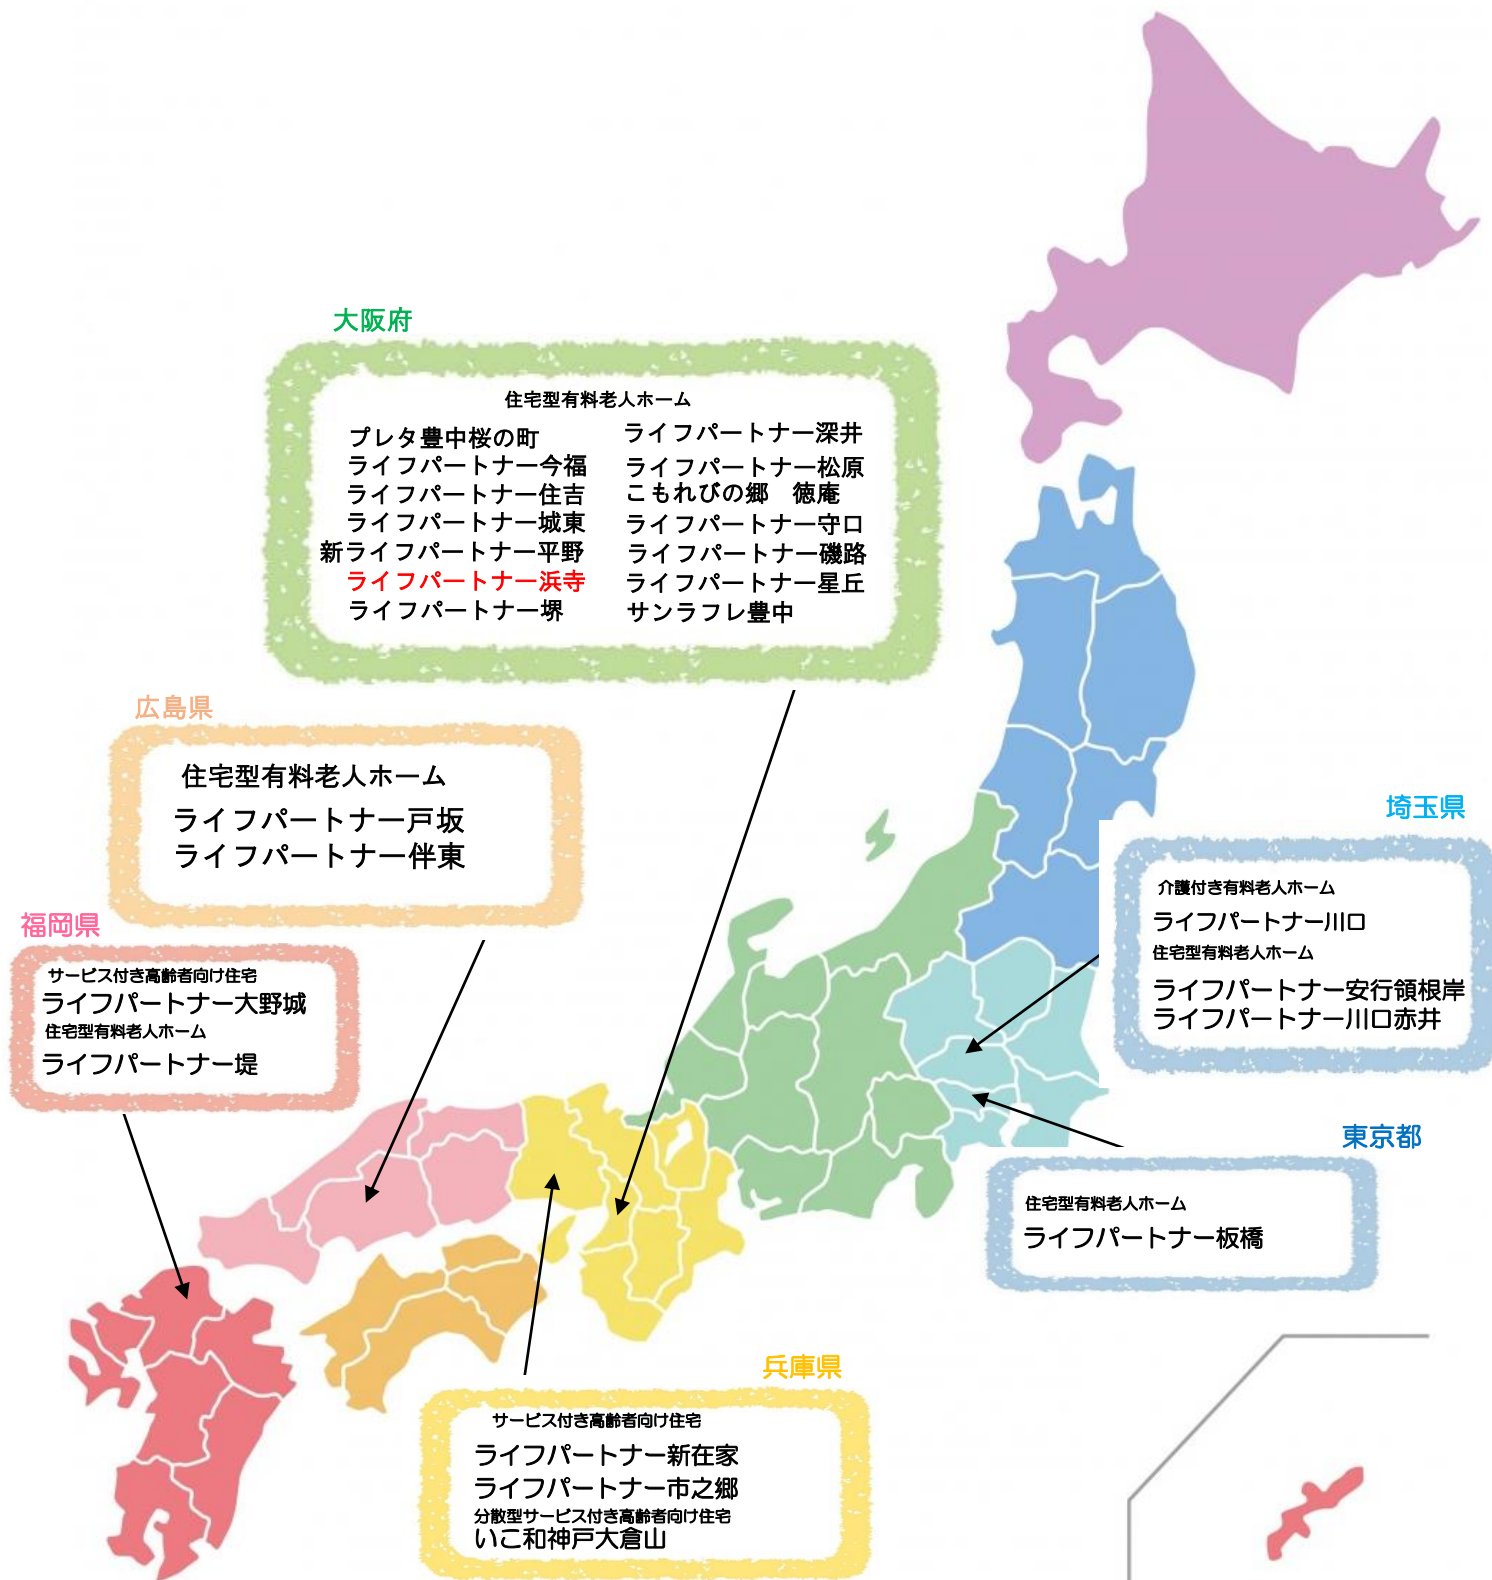 大阪府
住宅型有料老人ホーム
プレタ豊中桜の町
ライフパートナー今福
ライフパートナー住吉
ライフパートナー城東
新ライフパートナー平野
ライフパートナー浜寺
ライフパートナー堺
ライフパートナー深井
ライフパートナー松原
こもれびの郷　徳庵
ライフパートナー守口
ライフパートナー磯路
ライフパートナー星丘
サンラフレ豊中
広島県
住宅型有料老人ホーム
ライフパートナー戸坂
ライフパートナー伴東
福岡県
サービス付き高齢者向け住宅
ライフパートナー大野城
住宅型有料老人ホーム
ライフパートナー堤
埼玉県
介護付き有料老人ホーム
ライフパートナー川口
住宅型有料老人ホーム
ライフパートナー安行領根岸
ライフパートナー川口赤井
東京都
住宅型有料老人ホーム
ライフパートナー板橋
兵庫県
サービス付き高齢者向け住宅
ライフパートナー新在家
ライフパートナー市之郷
分散型サービス付き高齢者向け住宅
いこ和神戸大倉山